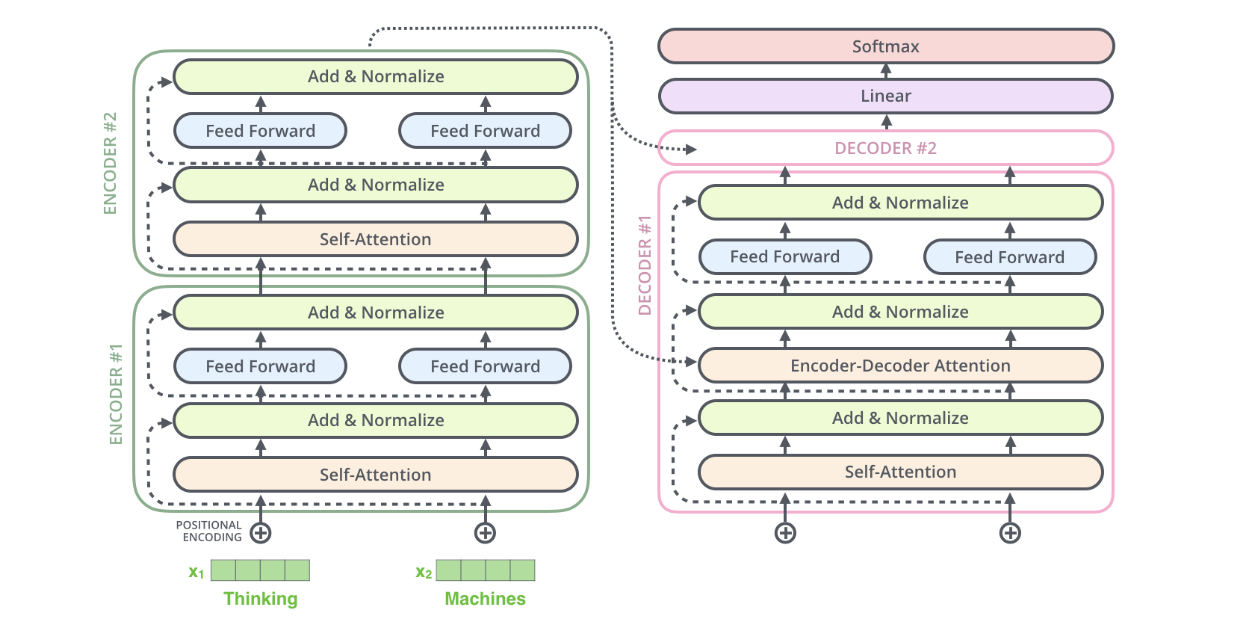 ENCODER #2
Add & Normalize
Feed Forward
Feed Forward
Add & Normalize
Self-Attention
ENCODER #1
Add & Normalize
Feed Forward
Feed Forward
Add & Normalize
Self-Attention
POSITIONAL
ENCODING
x₁
x₂
Thinking
Machines
Softmax
Linear
DECODER #2
DECODER #1
Add & Normalize
Feed Forward
Feed Forward
Add & Normalize
Encoder-Decoder Attention
Add & Normalize
Self-Attention